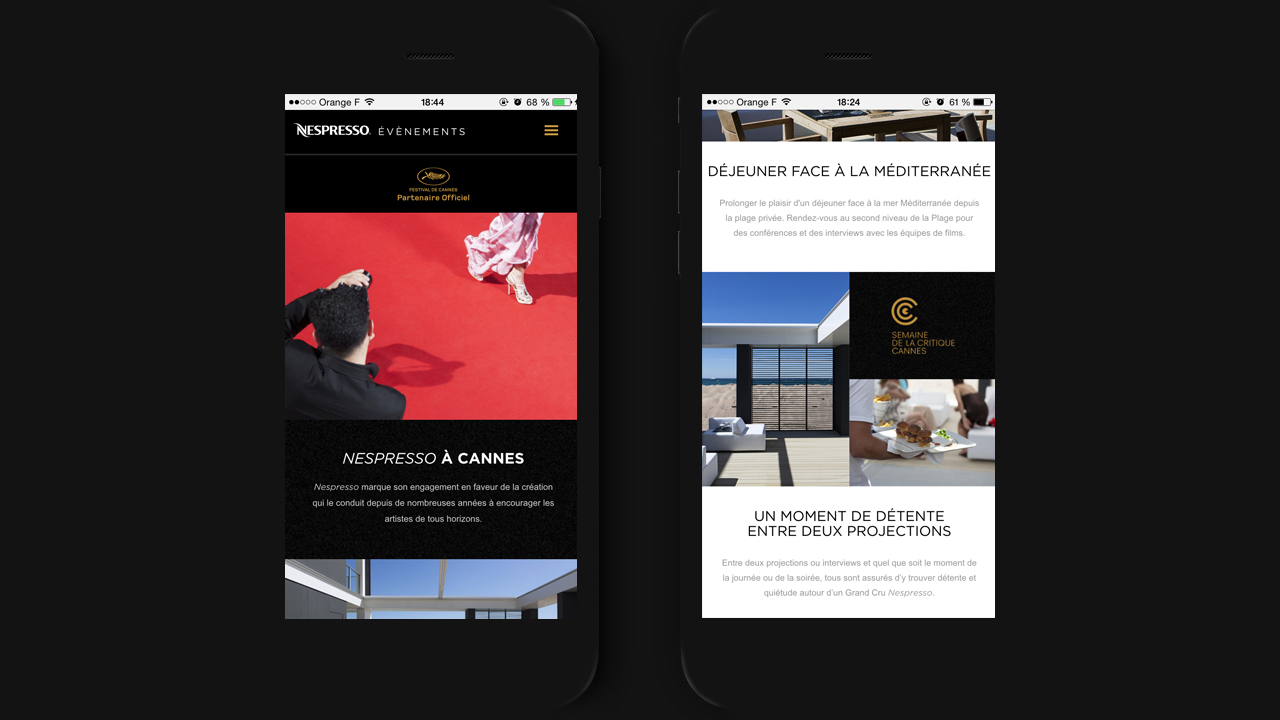 Orange F 18:44 68 %
NESPRESSO. ÉVÈNEMENTS
FESTIVAL DE CANNES
Partenaire Officiel
NESPRESSO À CANNES
Nespresso marque son engagement en faveur de la création
qui le conduit depuis de nombreuses années à encourager les
artistes de tous horizons.
Orange F 18:24 61 %
DÉJEUNER FACE À LA MÉDITERRANÉE
Prolonger le plaisir d'un déjeuner face à la mer Méditerranée depuis
la plage privée. Rendez-vous au second niveau de la Plage pour
des conférences et des interviews avec les équipes de films.
SEMAINE
DE LA CRITIQUE
CANNES
UN MOMENT DE DÉTENTE
ENTRE DEUX PROJECTIONS
Entre deux projections ou interviews et quel que soit le moment de
la journée ou de la soirée, tous sont assurés d'y trouver détente et
quiétude autour d'un Grand Cru Nespresso.